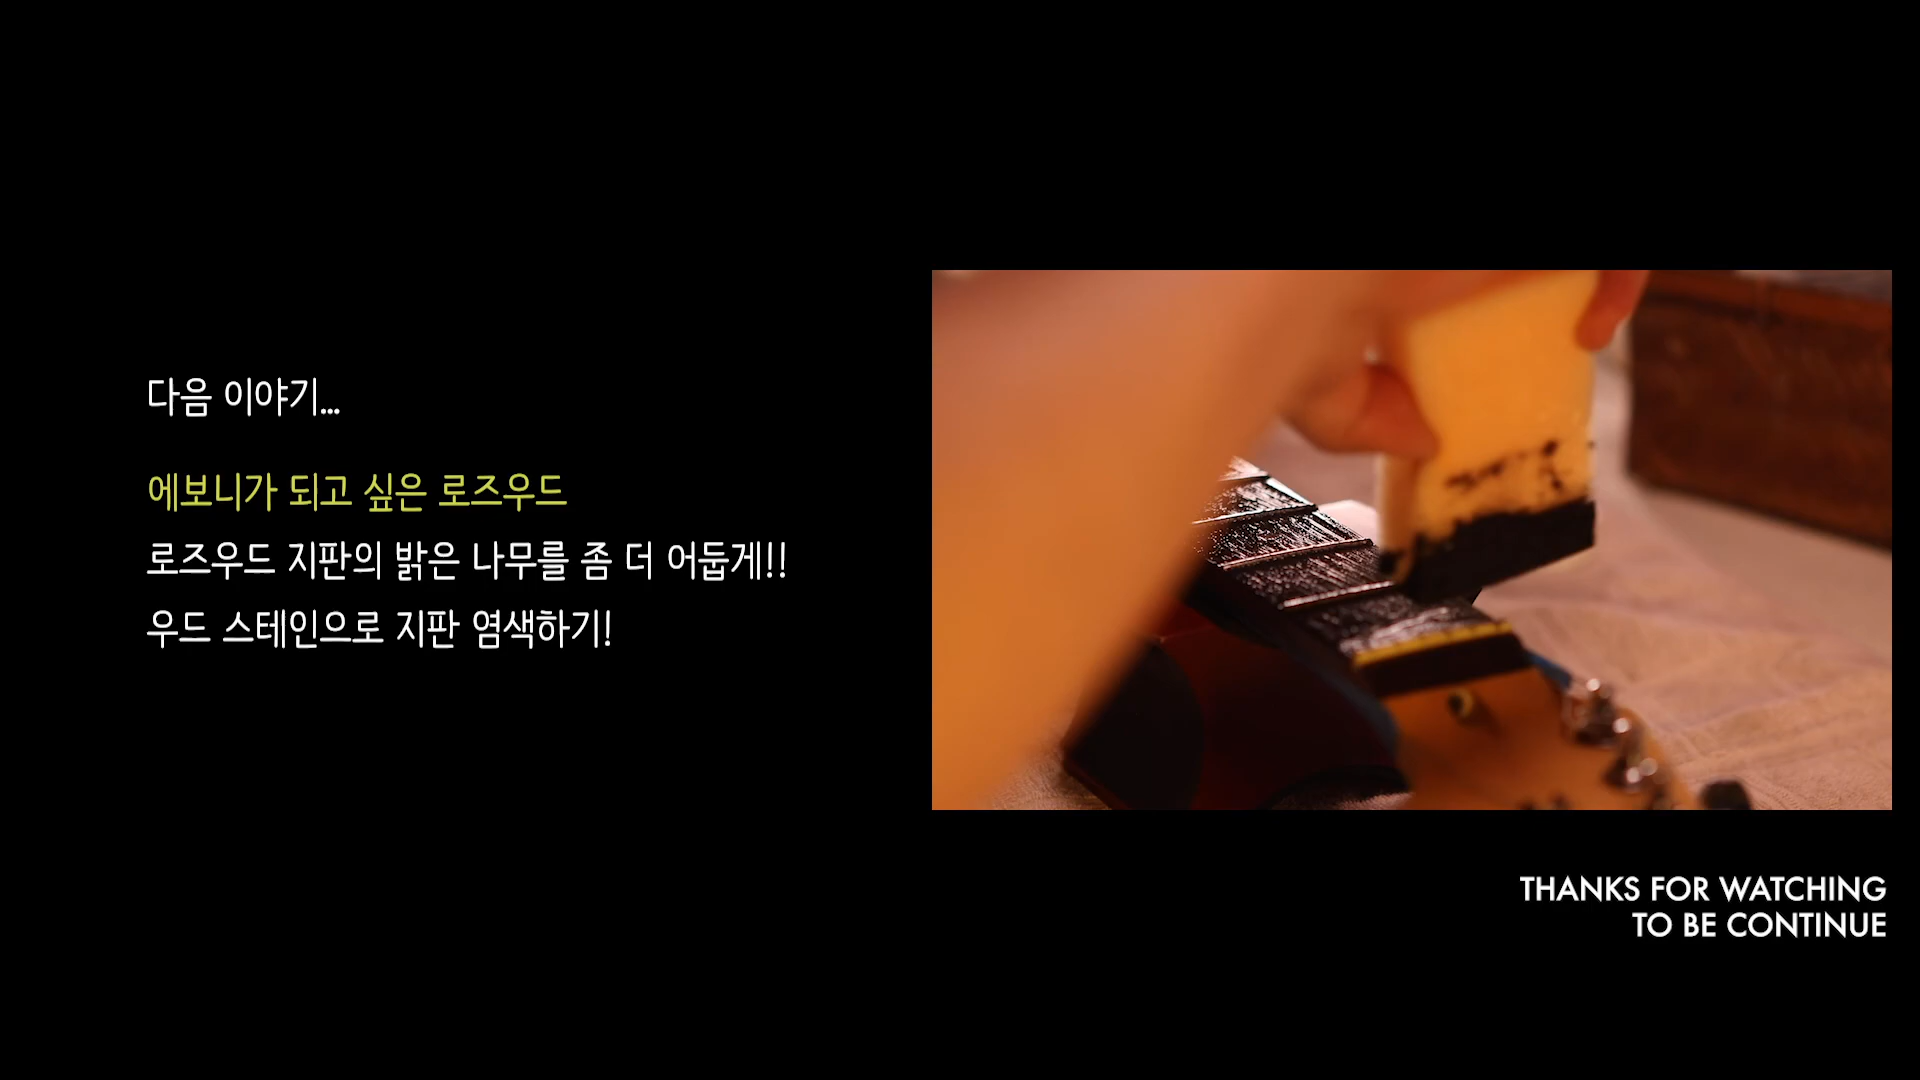 다음 이야기...
에보니가 되고 싶은 로즈우드
로즈우드 지판의 밝은 나무를 좀 더 어둡게!!
우드 스테인으로 지판 염색하기!
THANKS FOR WATCHING
TO BE CONTINUE